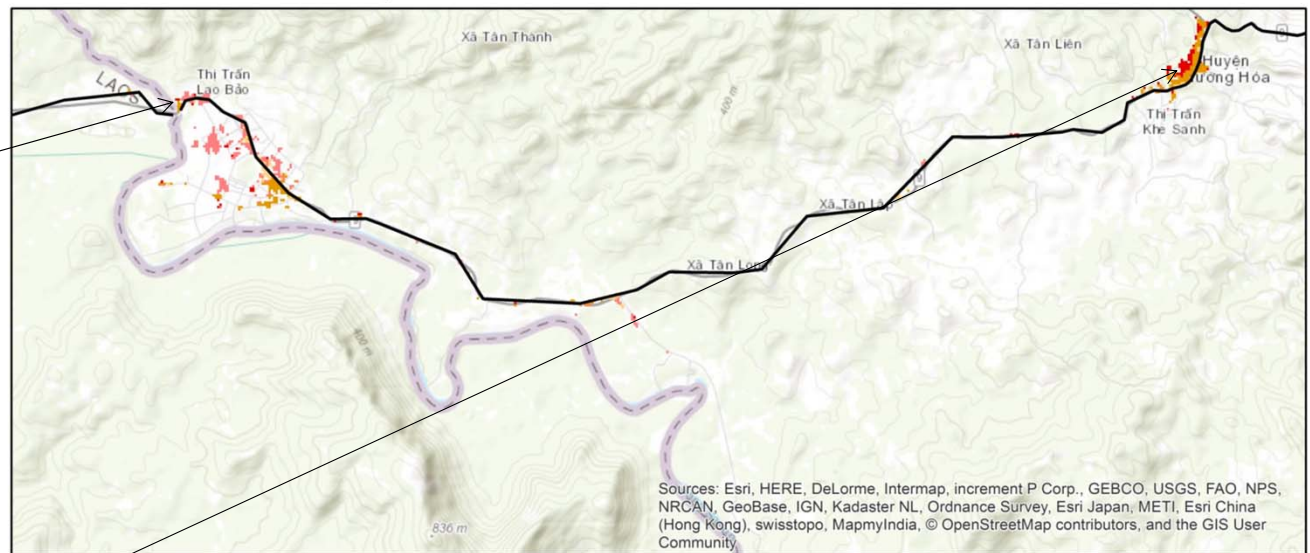 Xã Tân Thành
Xã Tân Liên
Thị Trấn
Lao Bảo
LAOS
Huyện
Hướng Hóa
400 m
Thị Trấn
Khe Sanh
9
Xã Tân Lập
9
Xã Tân Long
400 m
836 m
Sources: Esri, HERE, DeLorme, Intermap, increment P Corp., GEBCO, USGS, FAO, NPS,
NRCAN, GeoBase, IGN, Kadaster NL, Ordnance Survey, Esri Japan, METI, Esri China
(Hong Kong), swisstopo, MapmyIndia, © OpenStreetMap contributors, and the GIS User
Community